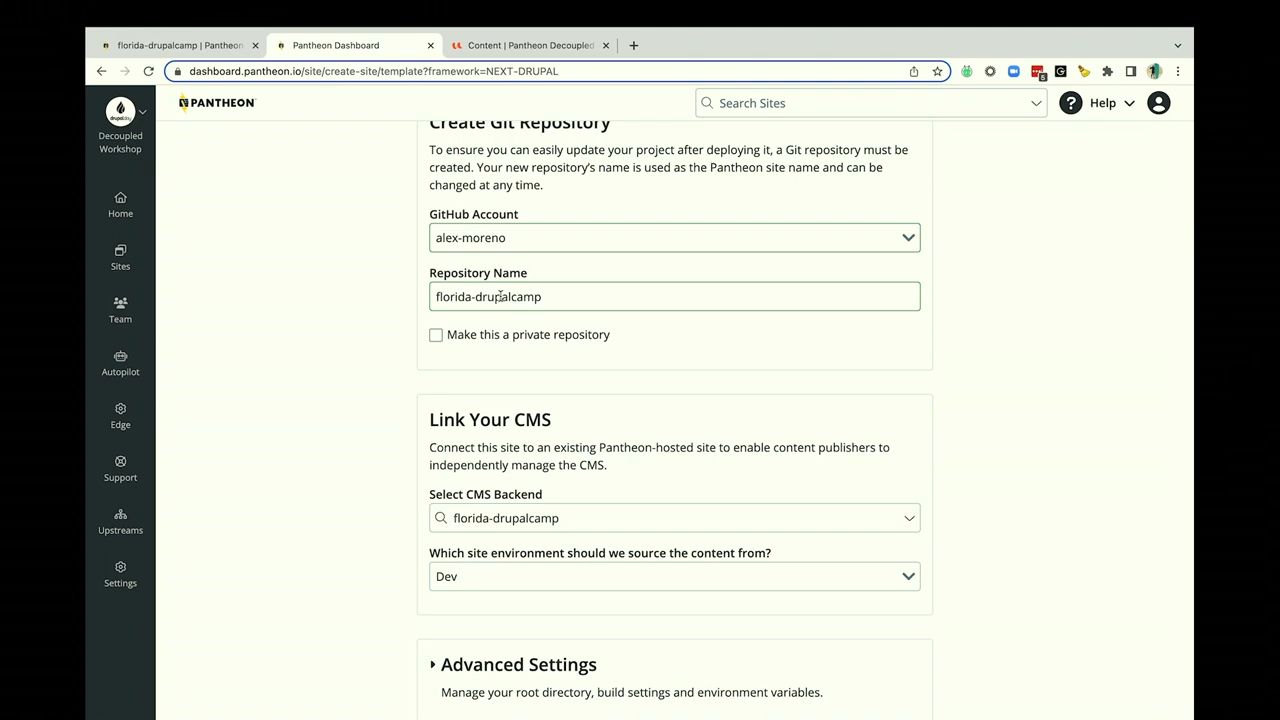 florida-drupalcamp | Pantheon
Pantheon Dashboard
Content | Pantheon Decoupled
dashboard.pantheon.io/site/create-site/template?framework=NEXT-DRUPAL
drupalday
Decoupled
Workshop
PANTHEON
Search Sites
Help
Home
Sites
Team
Autopilot
Edge
Support
Upstreams
Settings
Create Git Repository
To ensure you can easily update your project after deploying it, a Git repository must be
created. Your new repository's name is used as the Pantheon site name and can be
changed at any time.
GitHub Account
alex-moreno
Repository Name
florida-drupalcamp
Make this a private repository
Link Your CMS
Connect this site to an existing Pantheon-hosted site to enable content publishers to
independently manage the CMS.
Select CMS Backend
florida-drupalcamp
Which site environment should we source the content from?
Dev
Advanced Settings
Manage your root directory, build settings and environment variables.